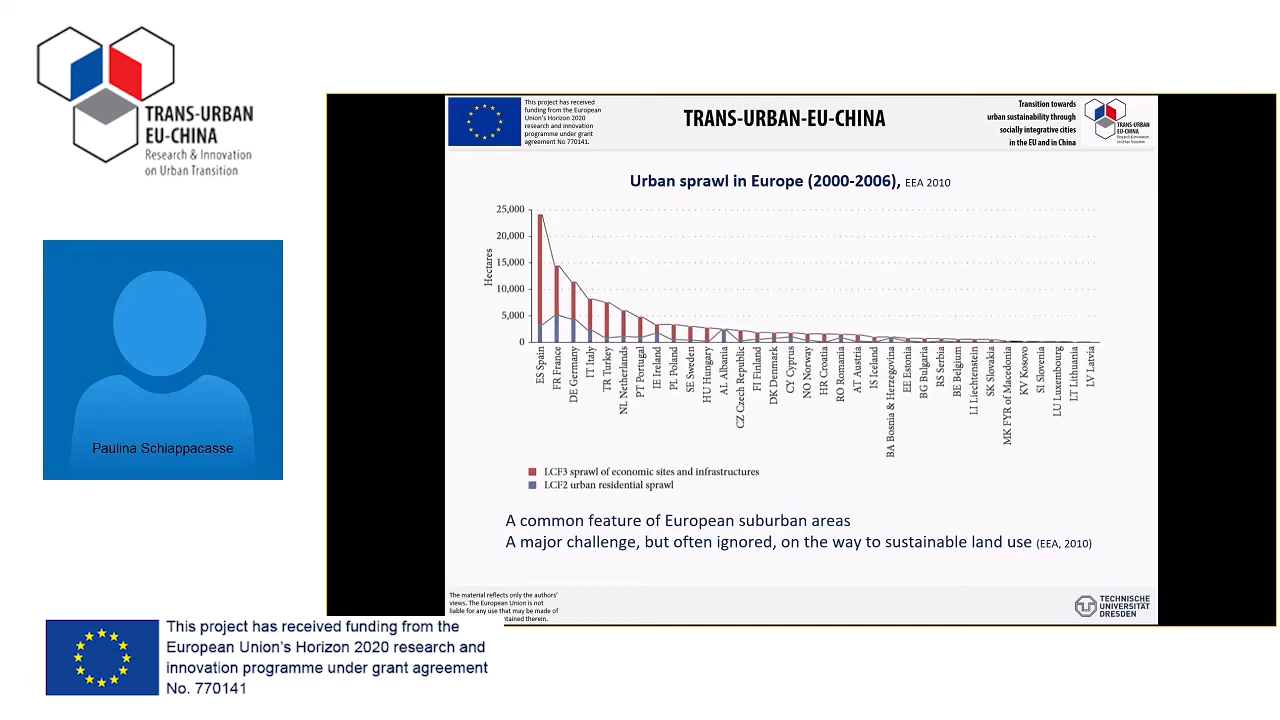 TRANS-URBAN
EU-CHINA
Research & Innovation
on Urban Transition
Paulina Schiappacasse
This project has received
funding from the European
Union's Horizon 2020
research and innovation
programme under grant
agreement No 770141.
TRANS-URBAN-EU-CHINA
Transition towards
urban sustainability through
socially integrative cities
in the EU and in China
TRANS-URBAN
EU-CHINA
Research & Innovation
on Urban Transition
Urban sprawl in Europe (2000-2006), EEA 2010
Hectares
25,000
20,000
15,000
10,000
5,000
0
ES Spain
FR France
DE Germany
IT Italy
TR Turkey
NL Netherlands
PT Portugal
IE Ireland
PL Poland
SE Sweden
HU Hungary
AL Albania
CZ Czech Republic
FI Finland
DK Denmark
CY Cyprus
NO Norway
HR Croatia
RO Romania
AT Austria
IS Iceland
BA Bosnia & Herzegovina
EE Estonia
BG Bulgaria
RS Serbia
BE Belgium
LI Liechtenstein
SK Slovakia
MK FYR of Macedonia
KV Kosovo
SI Slovenia
LU Luxembourg
LT Lithuania
LV Latvia
LCF3 sprawl of economic sites and infrastructures
LCF2 urban residential sprawl
A common feature of European suburban areas
A major challenge, but often ignored, on the way to sustainable land use (EEA, 2010)
The material reflects only the authors'
views. The European Union is not
liable for any use that may be made of
ntained therein.
TECHNISCHE
UNIVERSITÄT
DRESDEN
This project has received funding from the
European Union's Horizon 2020 research and
innovation programme under grant agreement
No. 770141